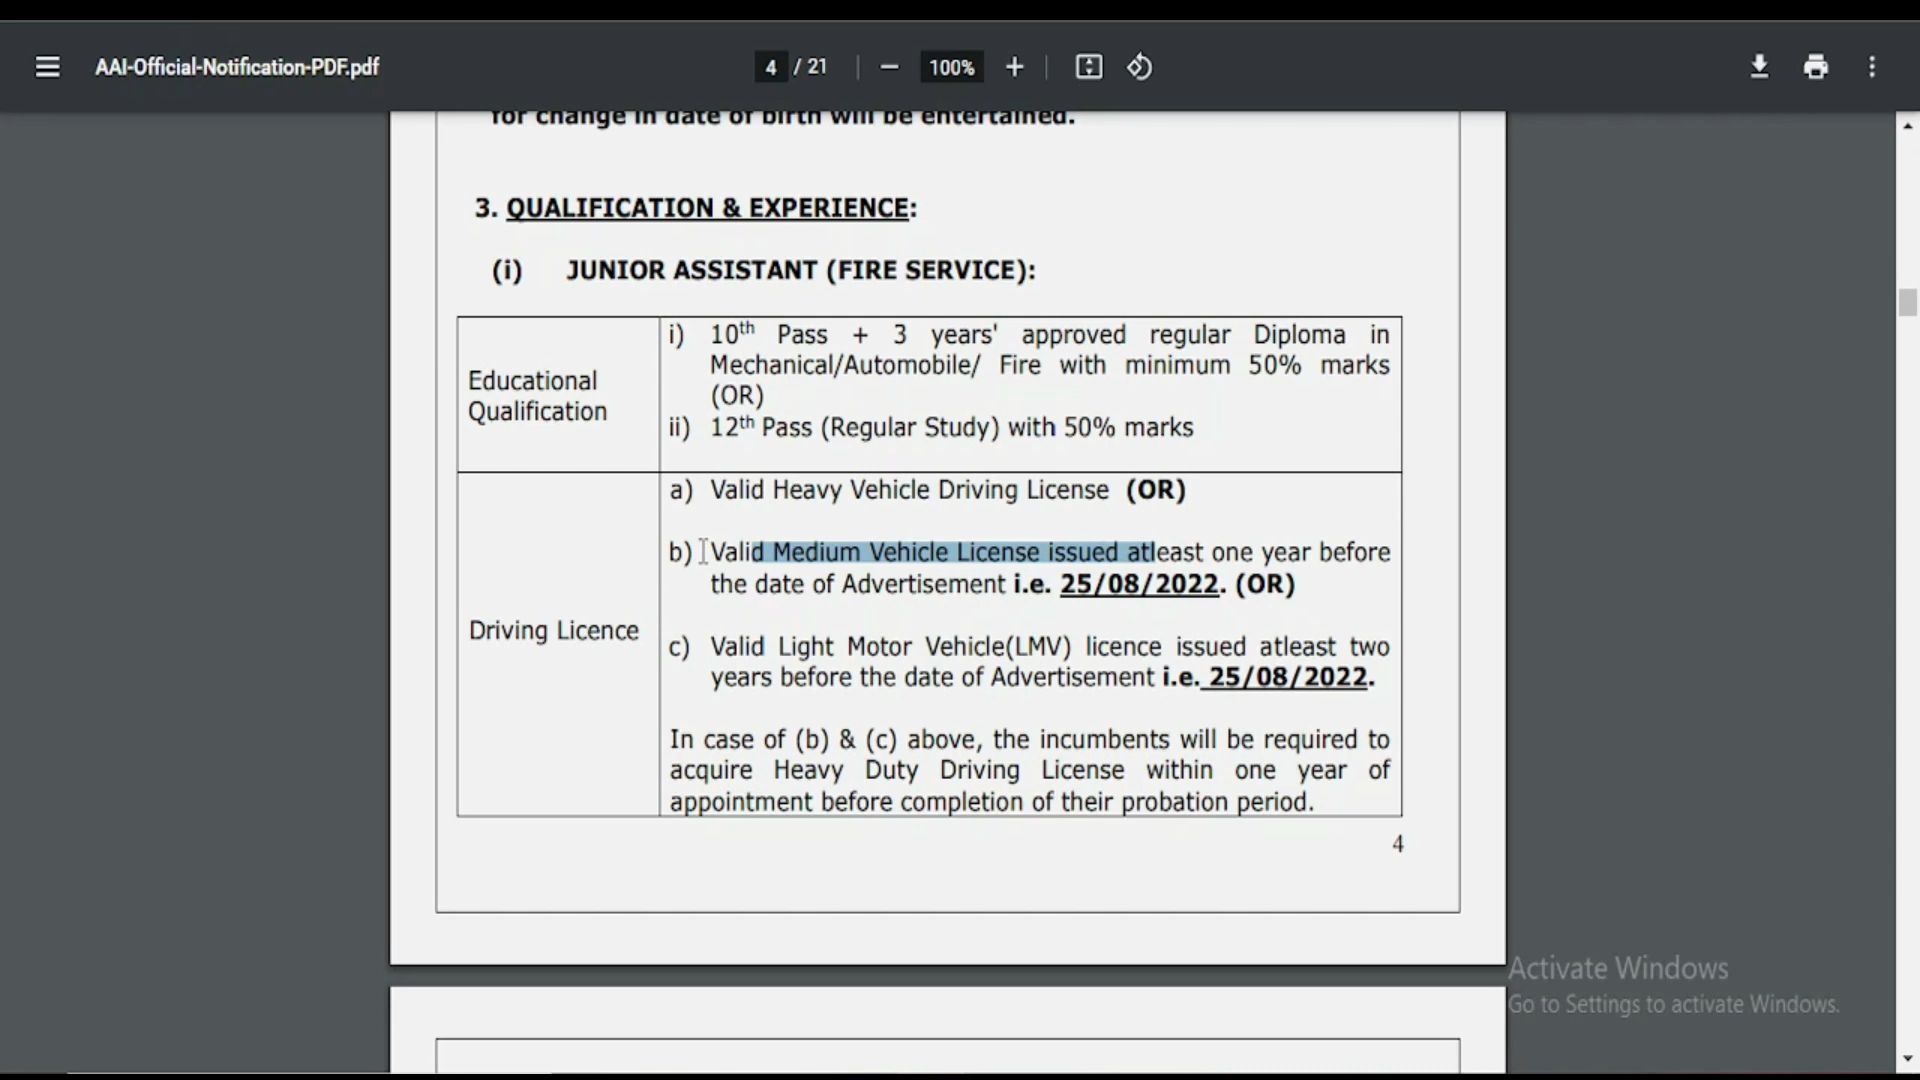 AAI-Official-Notification-PDF.pdf
4 / 21
100%
for change in date of birth will be entertained.
3. QUALIFICATION & EXPERIENCE:
(i) JUNIOR ASSISTANT (FIRE SERVICE):
Educational
Qualification
i) 10th Pass + 3 years' approved regular Diploma in
Mechanical/Automobile/ Fire with minimum 50% marks
(OR)
ii) 12th Pass (Regular Study) with 50% marks
Driving Licence
a) Valid Heavy Vehicle Driving License (OR)
b) Valid Medium Vehicle License issued atleast one year before
the date of Advertisement i.e. 25/08/2022. (OR)
c) Valid Light Motor Vehicle(LMV) licence issued atleast two
years before the date of Advertisement i.e. 25/08/2022.
In case of (b) & (c) above, the incumbents will be required to
acquire Heavy Duty Driving License within one year of
appointment before completion of their probation period.
4
Activate Windows
Go to Settings to activate Windows.